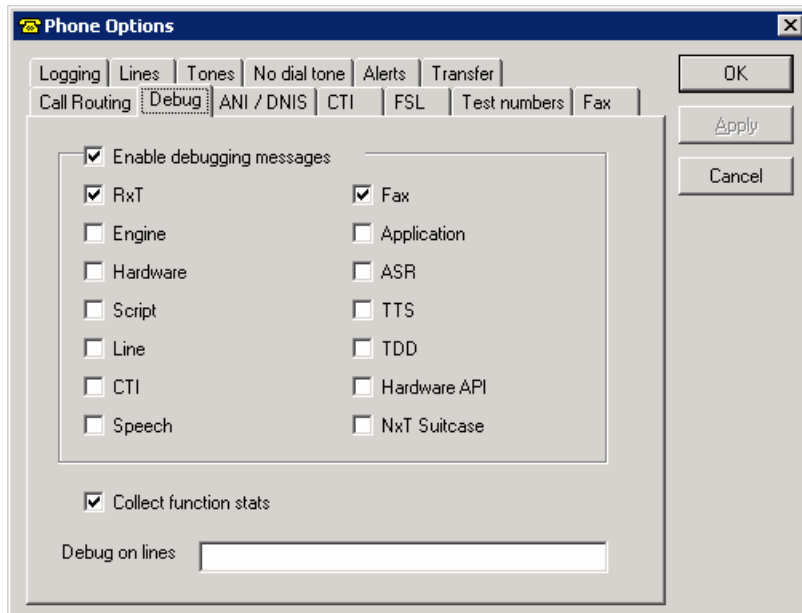 Phone Options
Logging Lines Tones No dial tone Alerts Transfer
Call Routing Debug ANI / DNIS CTI FSL Test numbers Fax
OK
Apply
Cancel
Enable debugging messages
RxT Fax
Engine Application
Hardware ASR
Script TTS
Line TDD
CTI Hardware API
Speech NxT Suitcase
Collect function stats
Debug on lines